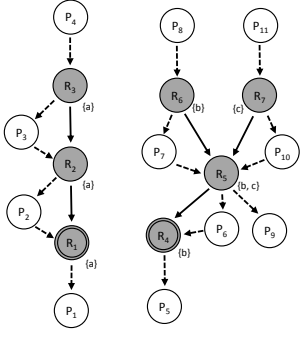 P4
P8
P11
R3
{a}
R6
{b}
{c}
R7
P3
P7
P10
R2
{a}
R5
{b, c}
P2
R1
{a}
R4
{b}
P6
P9
P1
P5